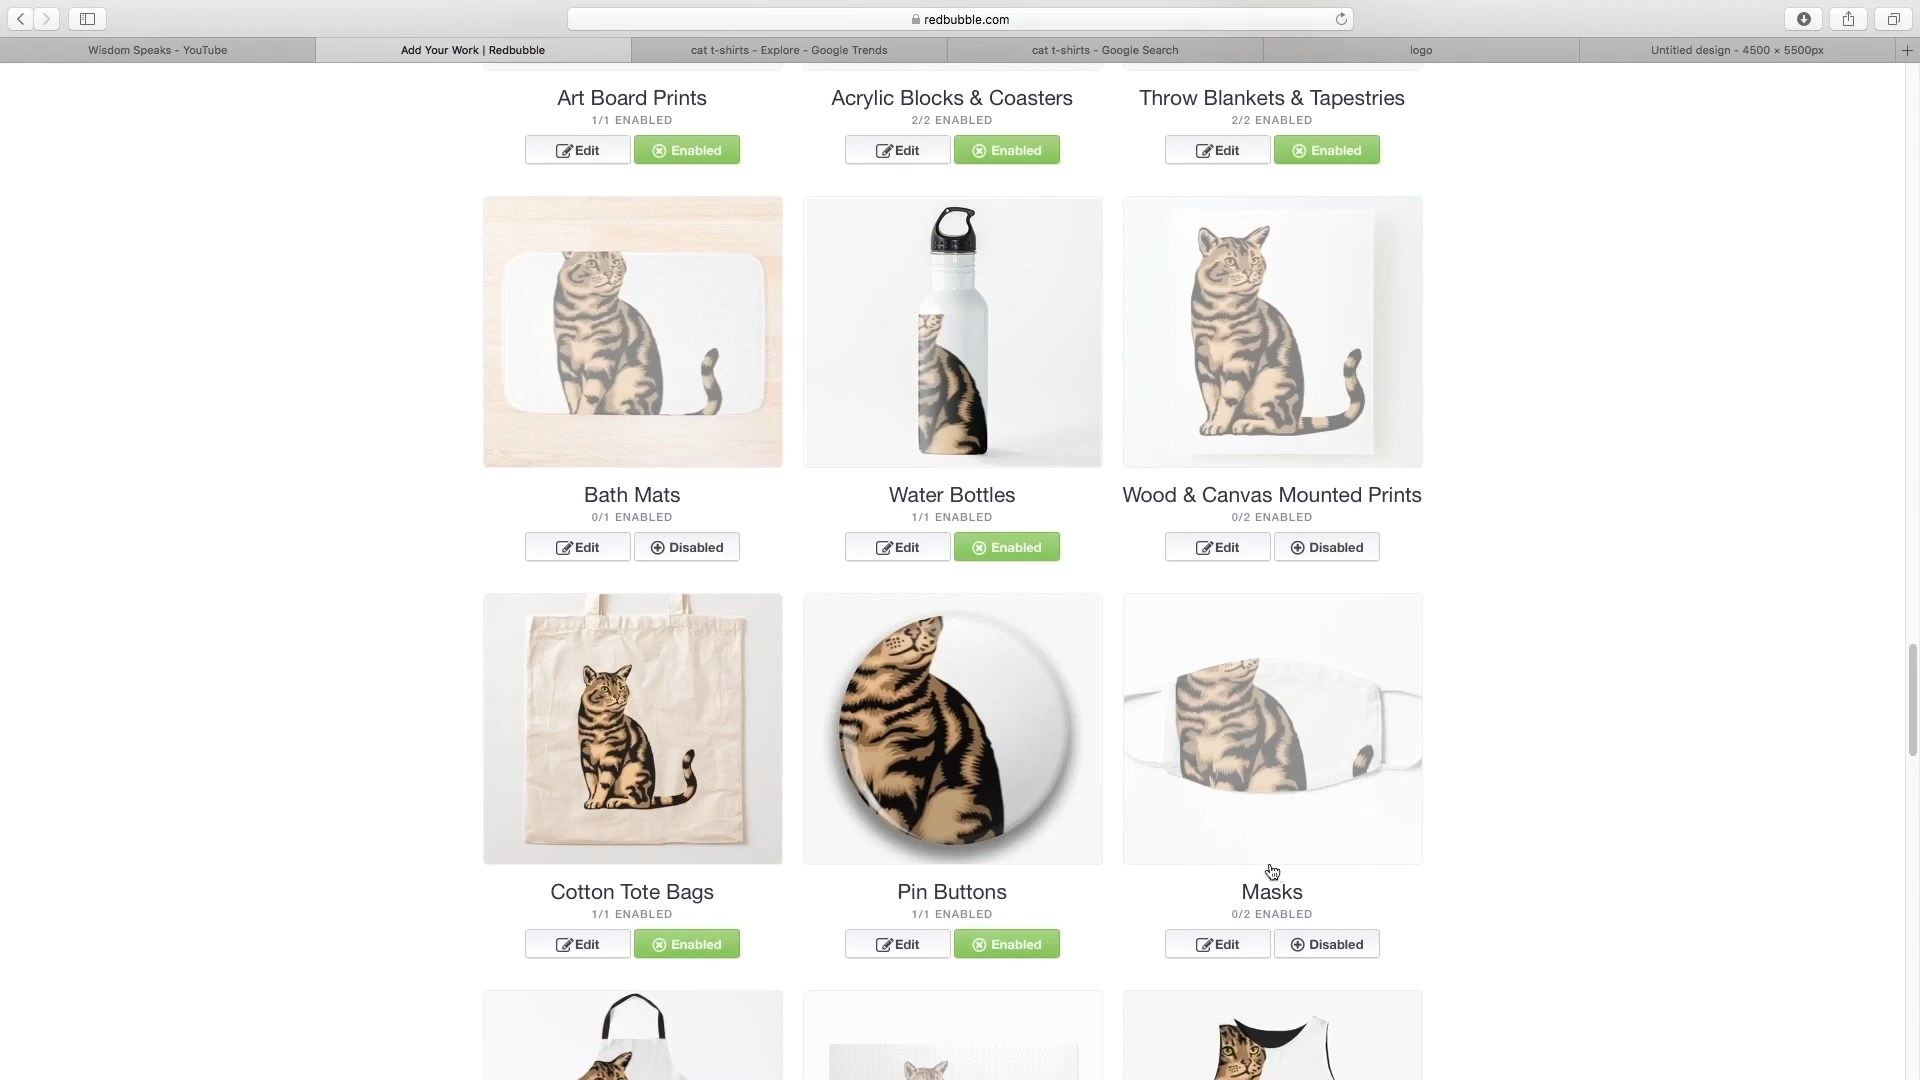 redbubble.com
Wisdom Speaks - YouTube
Add Your Work | Redbubble
cat t-shirts - Explore - Google Trends
cat t-shirts - Google Search
logo
Untitled design - 4500 × 5500px
Art Board Prints
Acrylic Blocks & Coasters
Throw Blankets & Tapestries
1/1 ENABLED
2/2 ENABLED
2/2 ENABLED
Edit
Enabled
Edit
Enabled
Edit
Enabled
Bath Mats
Water Bottles
Wood & Canvas Mounted Prints
0/1 ENABLED
1/1 ENABLED
0/2 ENABLED
Edit
Disabled
Edit
Enabled
Edit
Disabled
Cotton Tote Bags
Pin Buttons
Masks
1/1 ENABLED
1/1 ENABLED
0/2 ENABLED
Edit
Enabled
Edit
Enabled
Edit
Disabled